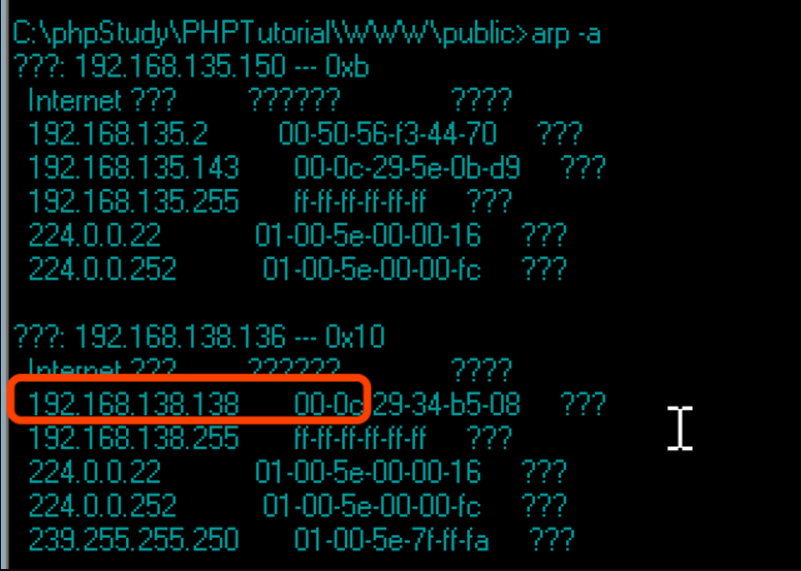 C:\phpStudy\PHPTutorial\WWW\public>arp -a
???: 192.168.135.150 --- 0xb
Internet ??? ?????? ????
192.168.135.2 00-50-56-f3-44-70 ???
192.168.135.143 00-0c-29-5e-0b-d9 ???
192.168.135.255 ff-ff-ff-ff-ff-ff ???
224.0.0.22 01-00-5e-00-00-16 ???
224.0.0.252 01-00-5e-00-00-fc ???
???: 192.168.138.136 --- 0x10
Internet ??? ?????? ????
192.168.138.138 00-0c-29-34-b5-08 ???
192.168.138.255 ff-ff-ff-ff-ff-ff ???
224.0.0.22 01-00-5e-00-00-16 ???
224.0.0.252 01-00-5e-00-00-fc ???
239.255.255.250 01-00-5e-7f-ff-fa ???